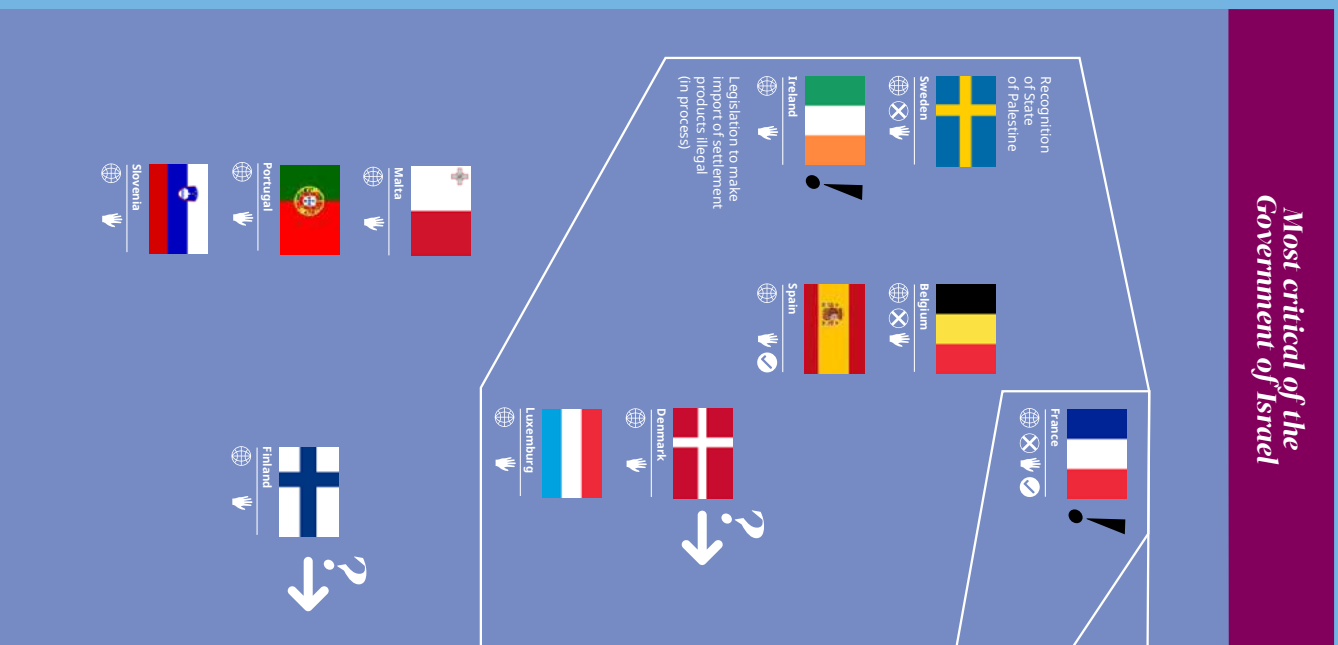 Most critical of the
Government of Israel
Recognition
of State
of Palestine
Sweden
Ireland
Legislation to make
import of settlement
products illegal
(in process)
Belgium
Spain
France
!
!
Denmark
?
Luxemburg
Malta
Portugal
Slovenia
Finland
?